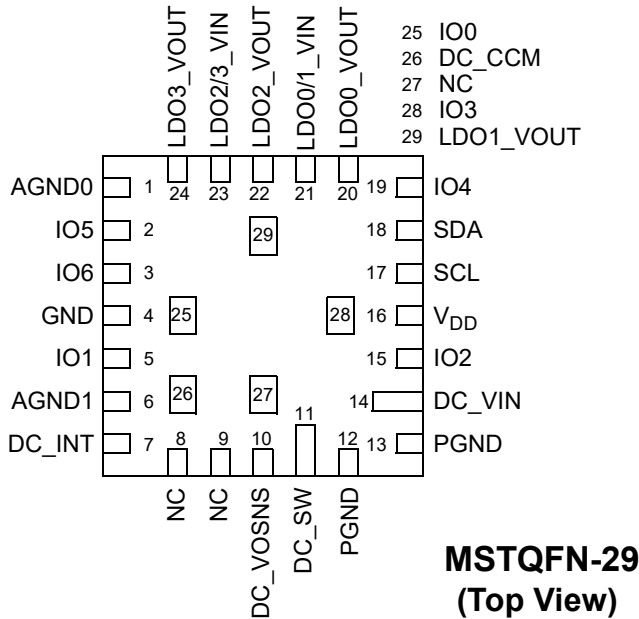 LDO3_VOUT
LDO2/3_VIN
LDO2_VOUT
LDO0/1_VIN
LDO0_VOUT
25 IO0
26 DC_CCM
27 NC
28 IO3
29 LDO1_VOUT
24 23 22 21 20
AGND0 1
IO5 2
IO6 3
GND 4
IO1 5
AGND1 6
DC_INT 7
29
25
28
26
27
19 IO4
18 SDA
17 SCL
16 VDD
15 IO2
14 DC_VIN
13 PGND
8 9 10 11 12
NC
NC
DC_VOSNS
DC_SW
PGND
MSTQFN-29
(Top View)